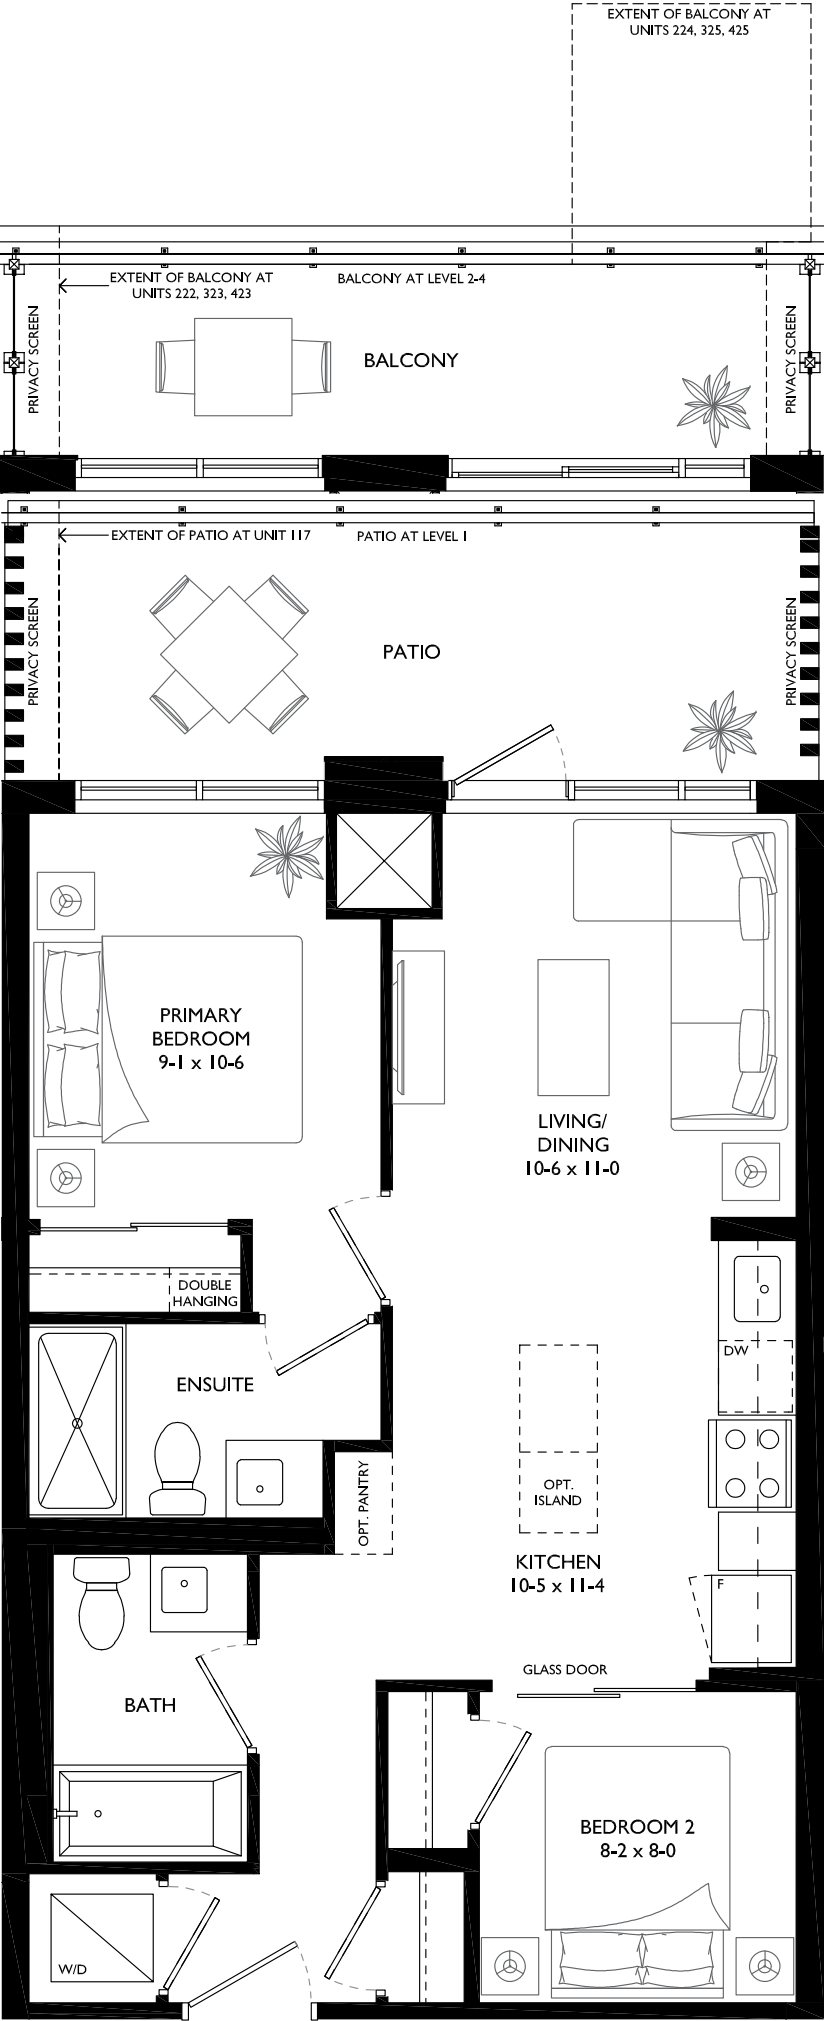 EXTENT OF BALCONY AT
UNITS 224, 325, 425
EXTENT OF BALCONY AT
UNITS 222, 323, 423
BALCONY AT LEVEL 2-4
PRIVACY SCREEN
BALCONY
PRIVACY SCREEN
EXTENT OF PATIO AT UNIT 117
PATIO AT LEVEL 1
PRIVACY SCREEN
PATIO
PRIVACY SCREEN
PRIMARY
BEDROOM
9-1 x 10-6
LIVING/
DINING
10-6 x 11-0
DOUBLE
HANGING
DW
ENSUITE
OPT. PANTRY
OPT.
ISLAND
KITCHEN
10-5 x 11-4
F
GLASS DOOR
BATH
BEDROOM 2
8-2 x 8-0
W/D